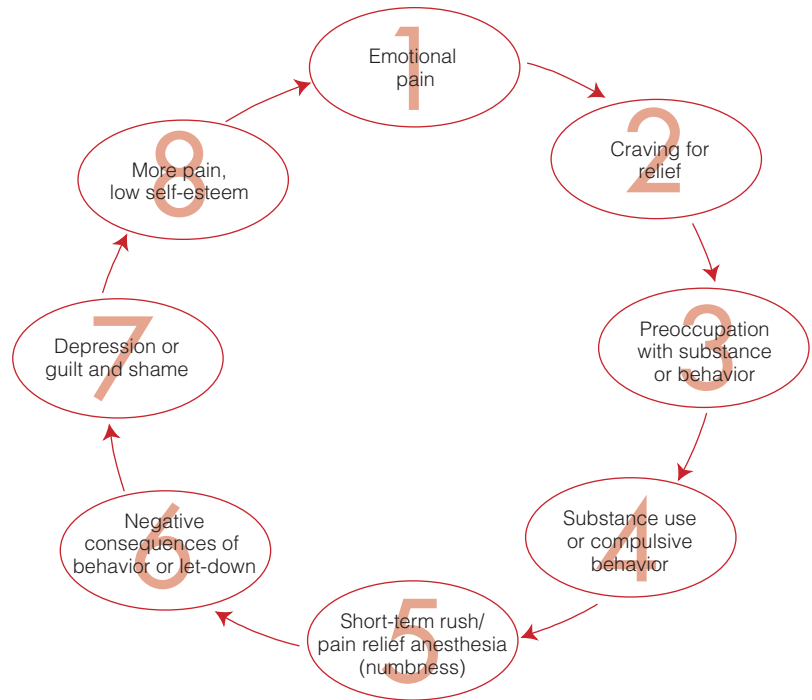 1
Emotional
pain
2
Craving for
relief
3
Preoccupation
with substance
or behavior
4
Substance use
or compulsive
behavior
5
Short-term rush/
pain relief anesthesia
(numbness)
6
Negative
consequences of
behavior or let-down
7
Depression or
guilt and shame
8
More pain,
low self-esteem